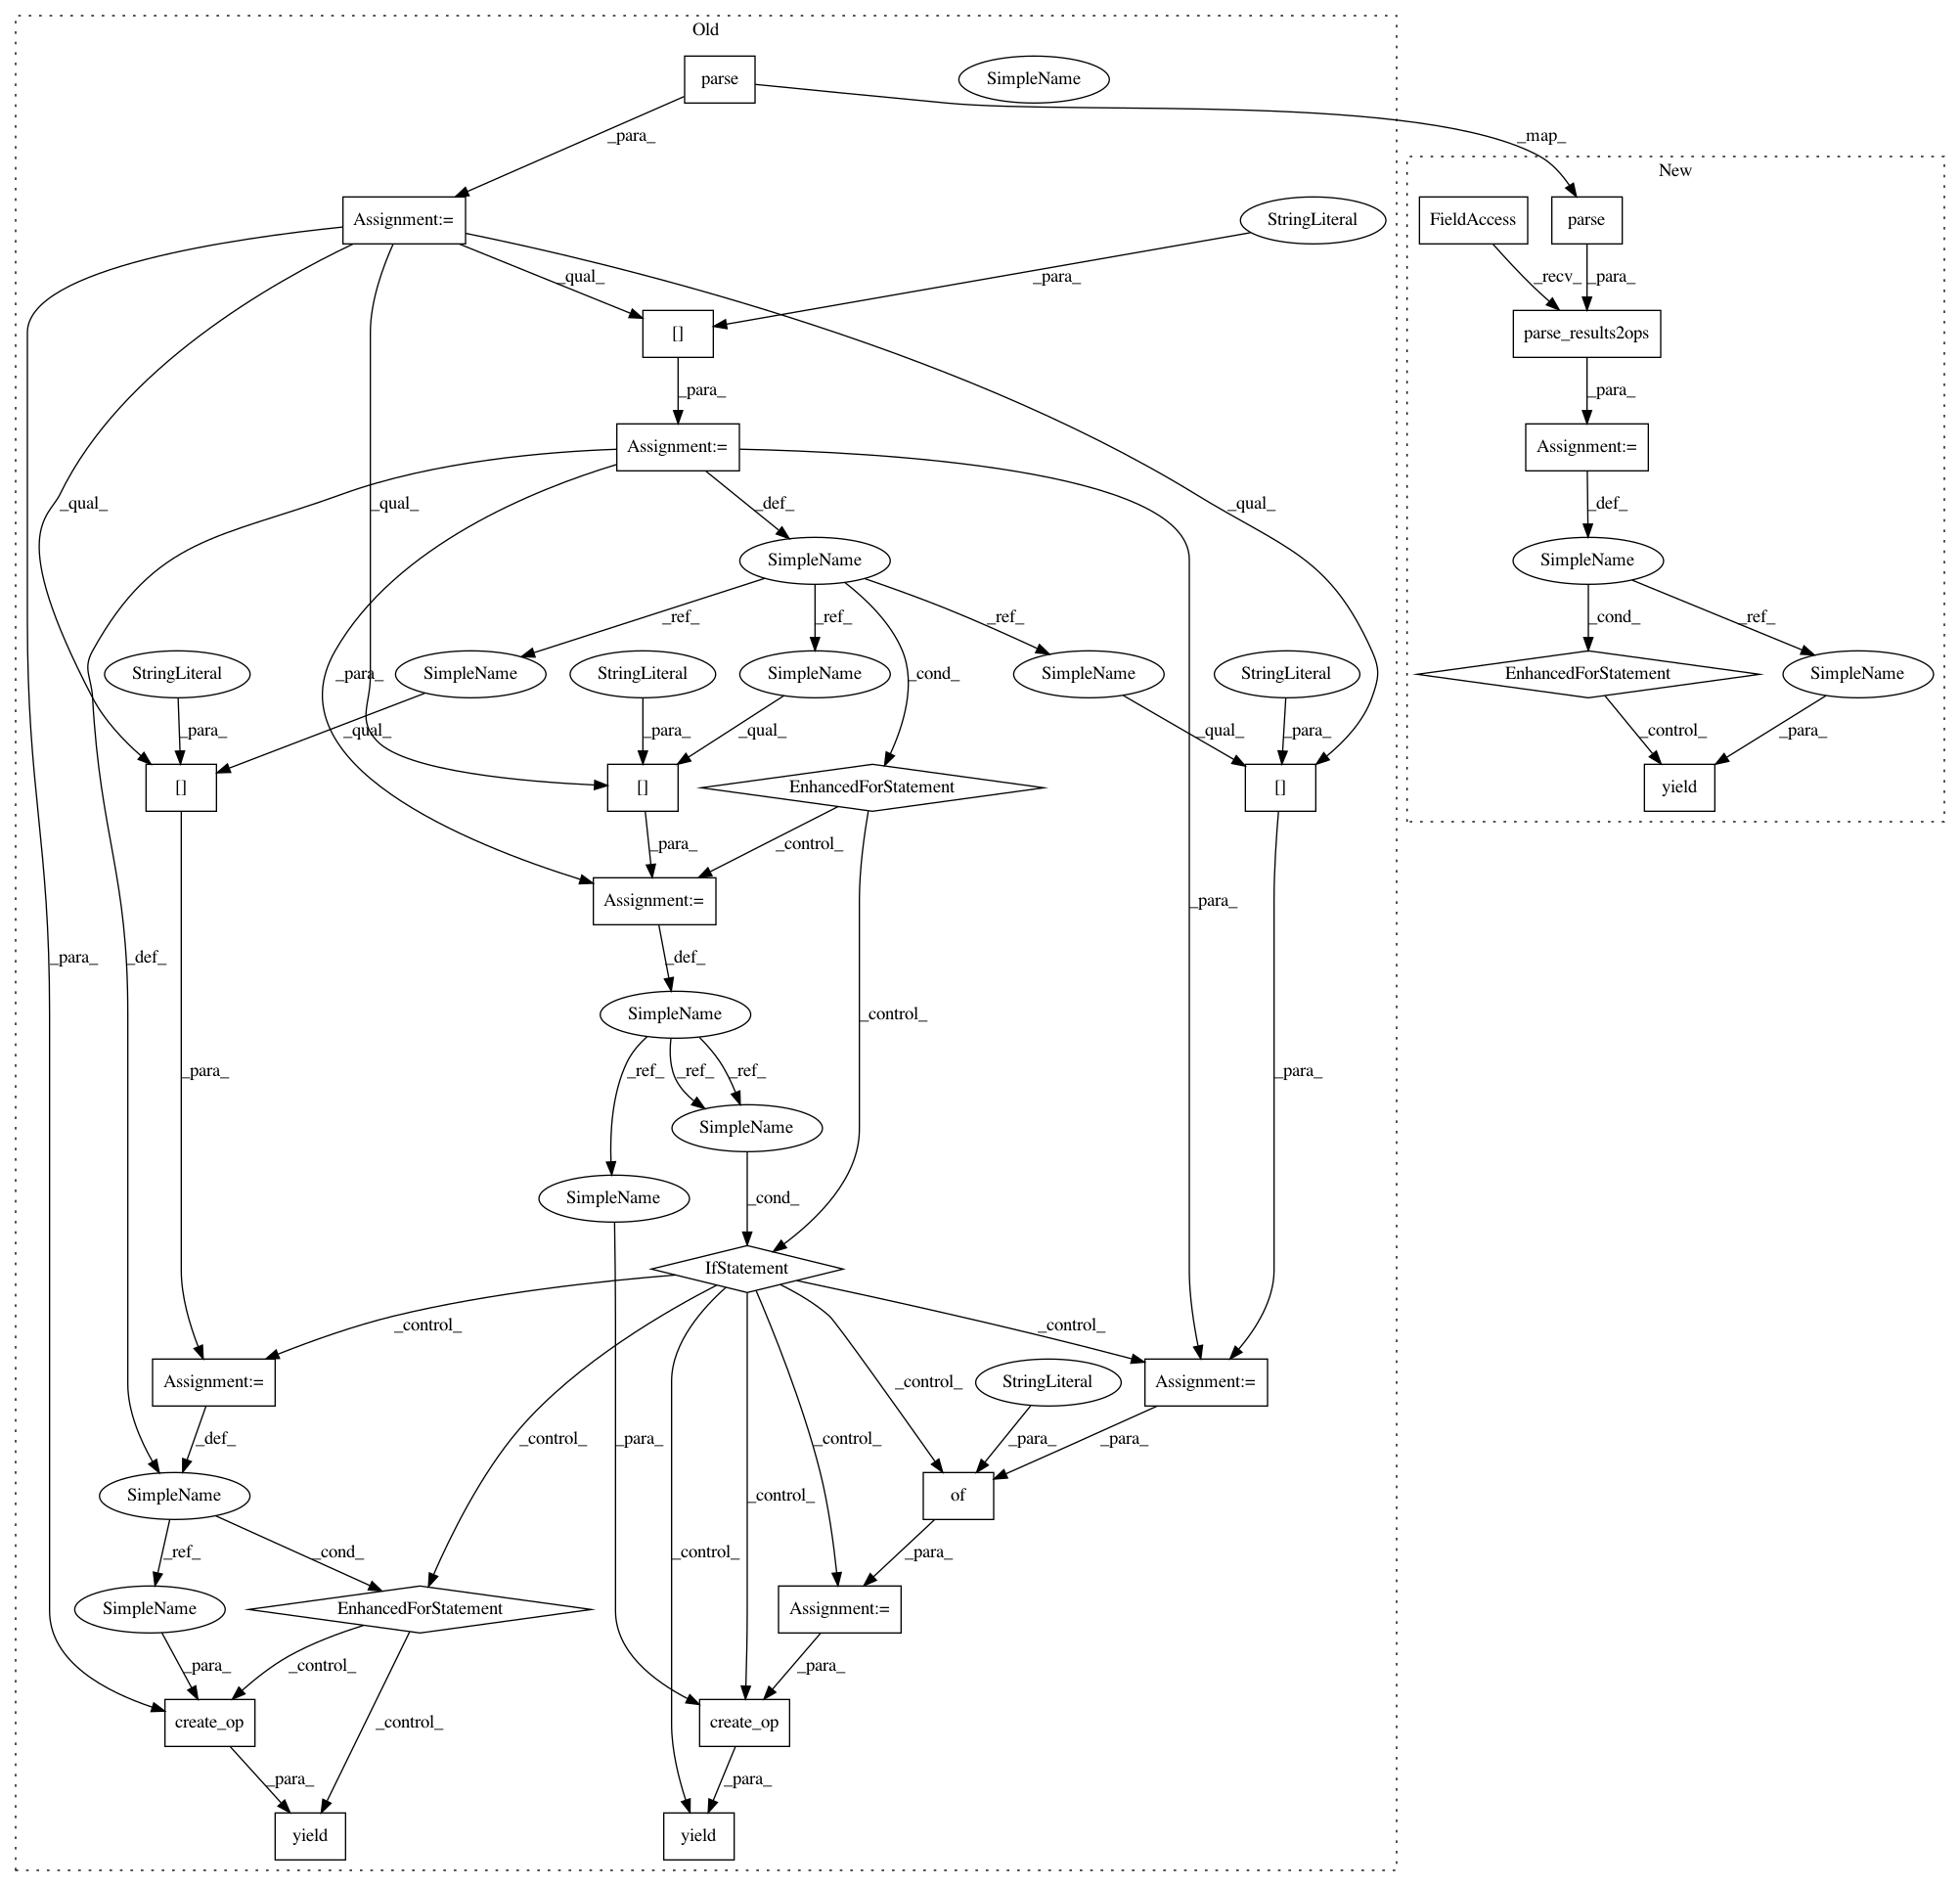 Old
parse
SimpleName
_para_
_map_
New
Assignment:=
StringLiteral
FieldAccess
parse
_qual_
_para_
_recv_
_para_
[]
parse_results2ops
_para_
_para_
Assignment:=
Assignment:=
_qual_
_qual_
_def_
_qual_
_def_
SimpleName
SimpleName
_ref_
_ref_
_ref_
_cond_
_ref_
StringLiteral
SimpleName
_para_
StringLiteral
SimpleName
_cond_
SimpleName
StringLiteral
EnhancedForStatement
SimpleName
_para_
_qual_
_para_
_qual_
_qual_
_para_
_control_
_para_
[]
[]
EnhancedForStatement
[]
yield
_para_
_control_
Assignment:=
_para_
_para_
_def_
_def_
SimpleName
_control_
_para_
_ref_
_ref_
_ref_
_para_
SimpleName
SimpleName
_cond_
IfStatement
_control_
_control_
Assignment:=
_control_
StringLiteral
Assignment:=
_def_
_control_
_para_
_control_
_para_
_para_
SimpleName
_control_
of
_ref_
_cond_
_control_
_para_
SimpleName
EnhancedForStatement
Assignment:=
_para_
_control_
_para_
create_op
_control_
create_op
_para_
_para_
yield
yield